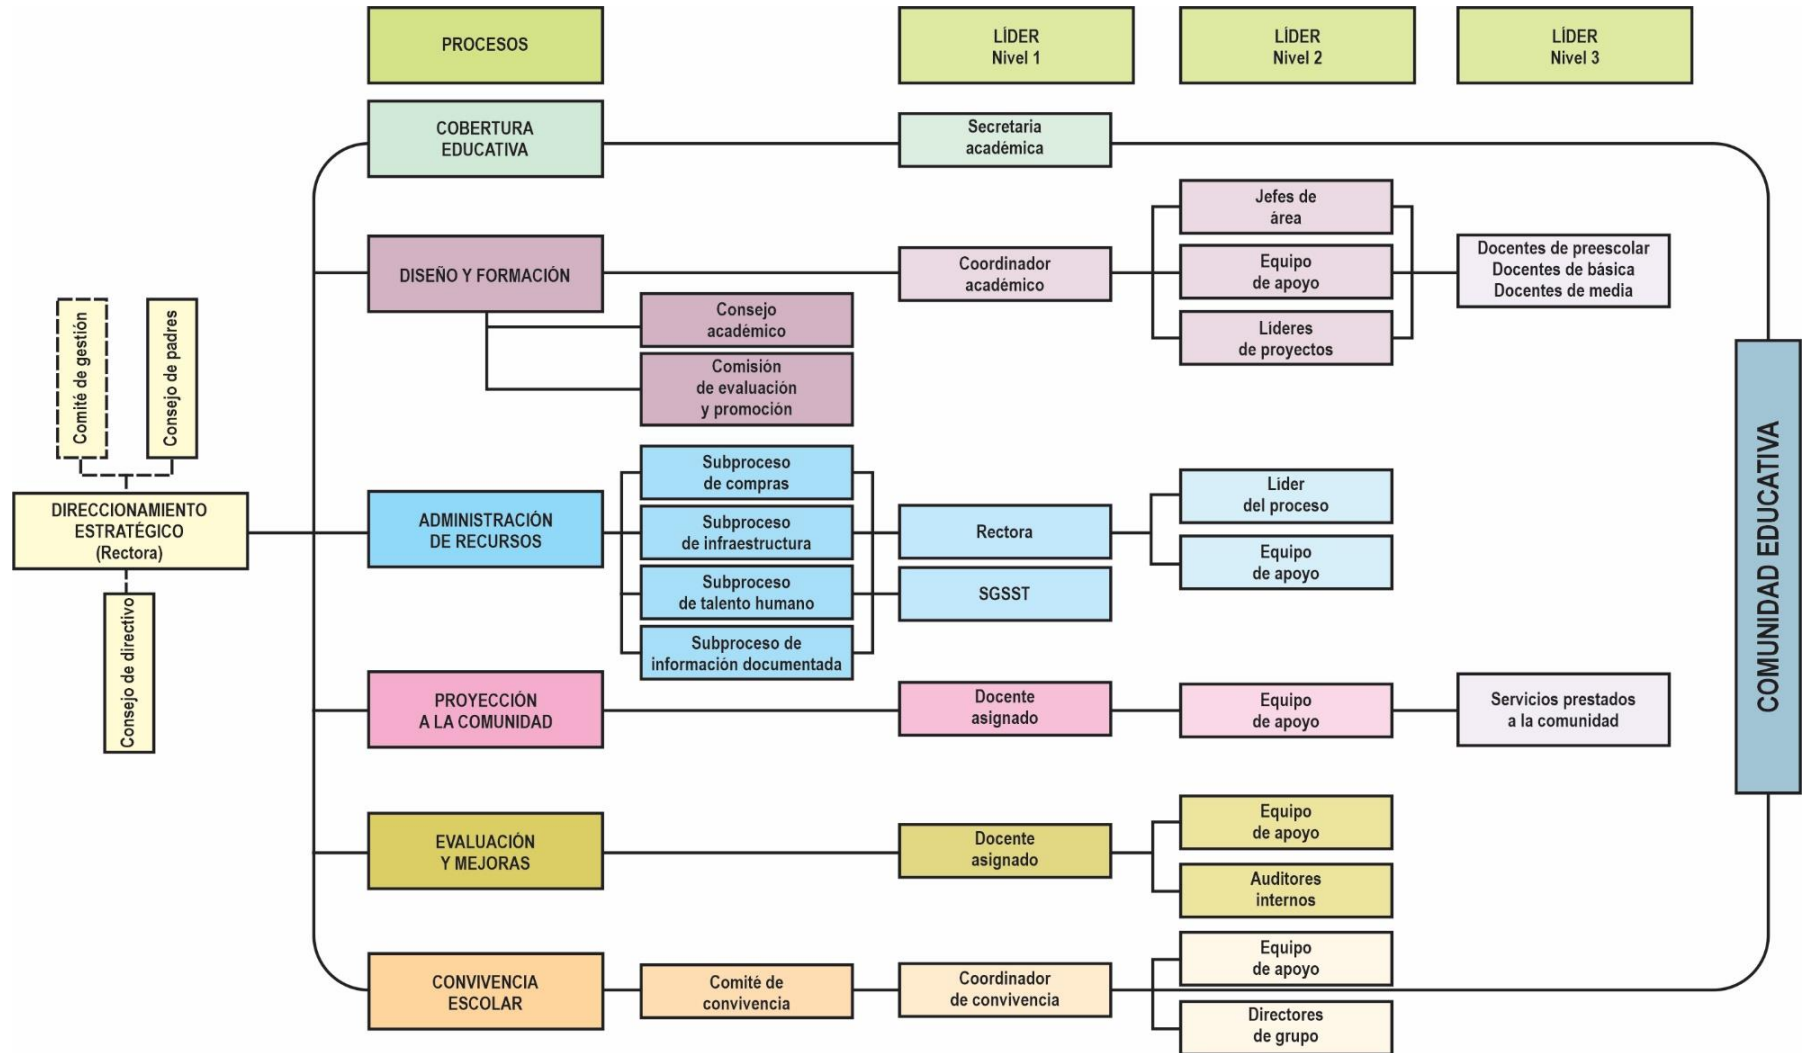 PROCESOS
LÍDER
Nivel 1
LÍDER
Nivel 2
LÍDER
Nivel 3
COBERTURA
EDUCATIVA
Secretaria
académica
DISEÑO Y FORMACIÓN
Coordinador
académico
Jefes de
área
Equipo
de apoyo
Líderes
de proyectos
Docentes de preescolar
Docentes de básica
Docentes de media
Consejo
académico
Comisión
de evaluación
y promoción
Comité de gestión
Consejo de padres
DIRECCIONAMIENTO
ESTRATÉGICO
(Rectora)
Consejo de directivo
ADMINISTRACIÓN
DE RECURSOS
Subproceso
de compras
Subproceso
de infraestructura
Subproceso
de talento humano
Subproceso de
información documentada
Rectora
SGSST
Líder
del proceso
Equipo
de apoyo
PROYECCIÓN
A LA COMUNIDAD
Docente
asignado
Equipo
de apoyo
Servicios prestados
a la comunidad
EVALUACIÓN
Y MEJORAS
Docente
asignado
Equipo
de apoyo
Auditores
internos
CONVIVENCIA
ESCOLAR
Comité de
convivencia
Coordinador
de convivencia
Equipo
de apoyo
Directores
de grupo
COMUNIDAD EDUCATIVA